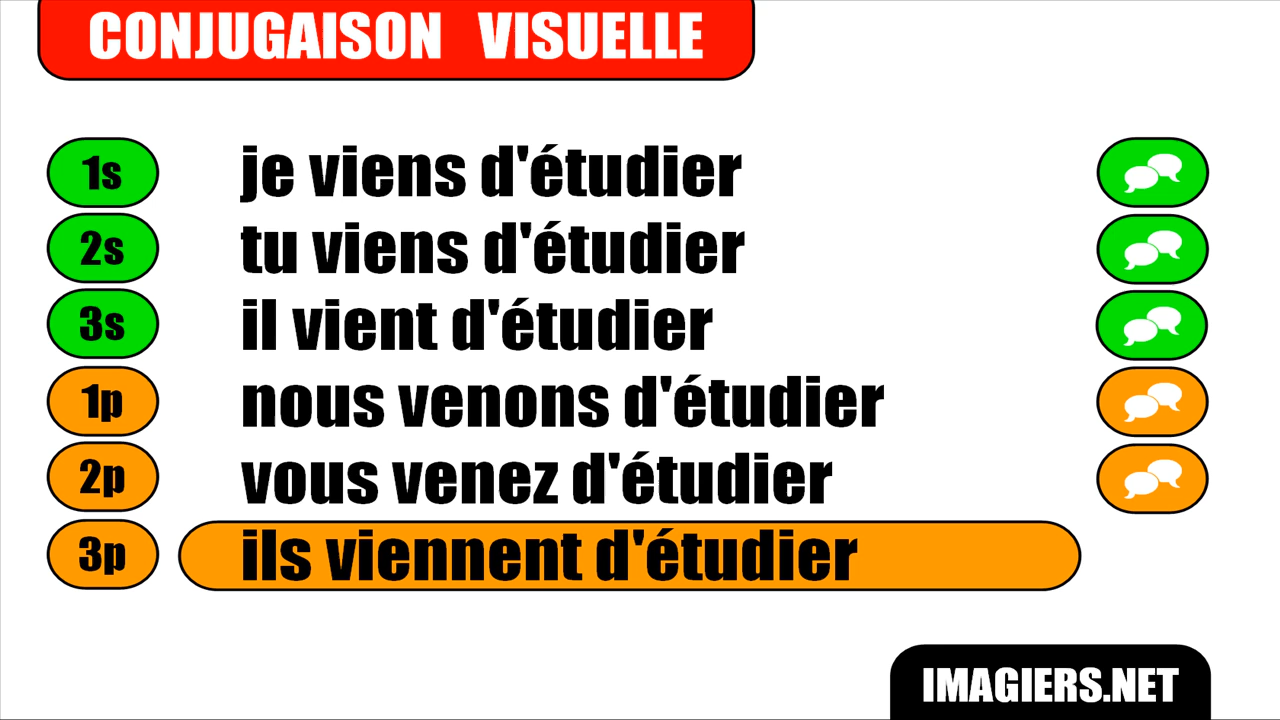 CONJUGAISON VISUELLE
1s je viens d'étudier
2s tu viens d'étudier
3s il vient d'étudier
1p nous venons d'étudier
2p vous venez d'étudier
3p ils viennent d'étudier
IMAGIERS.NET